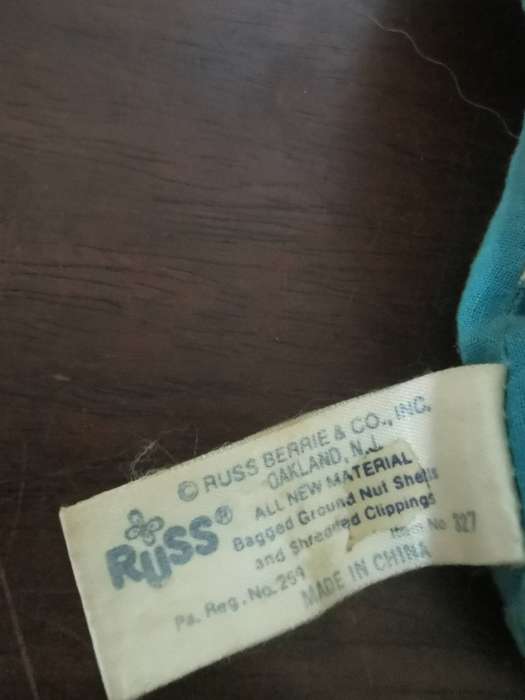 © RUSS BERRIE & CO., INC.
OAKLAND, N.J.
ALL NEW MATERIAL
Bagged Ground Nut Shells
and Shredded Clippings
RUSS®
Pa. Reg. No. 259
Item No 327
MADE IN CHINA